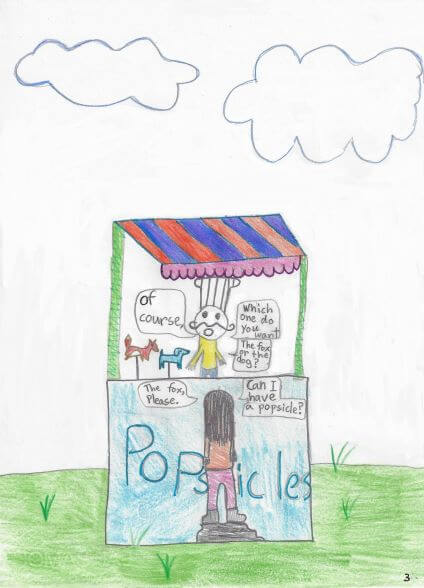 of
course,
Which
one do
you
want
The fox
or the
dog?
The fox,
Please.
Can I
have
a popsicle?
PoPsicles
3